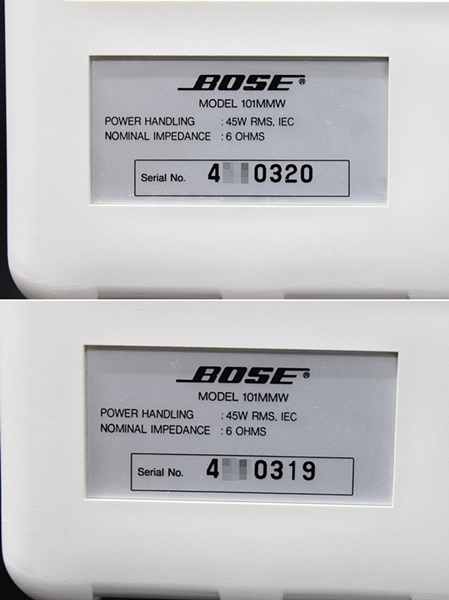 BOSE®
MODEL 101MMW
POWER HANDLING : 45W RMS, IEC
NOMINAL IMPEDANCE : 6 OHMS
Serial No. 4 0320
BOSE®
MODEL 101MMW
POWER HANDLING : 45W RMS, IEC
NOMINAL IMPEDANCE : 6 OHMS
Serial No. 4 0319